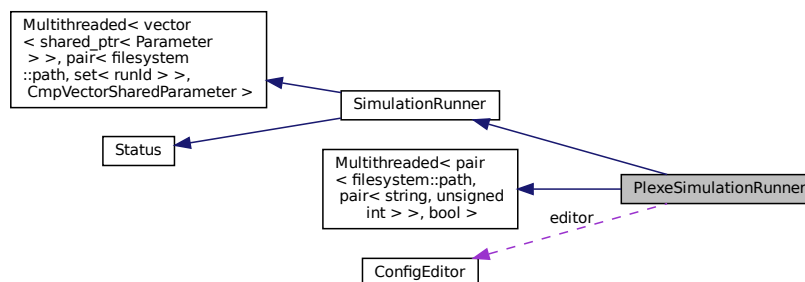 Multithreaded< vector
< shared_ptr< Parameter
> >, pair< filesystem
::path, set< runId > >,
CmpVectorSharedParameter >
SimulationRunner
Status
Multithreaded< pair
< filesystem::path,
pair< string, unsigned
int > >, bool >
PlexeSimulationRunner
editor
ConfigEditor